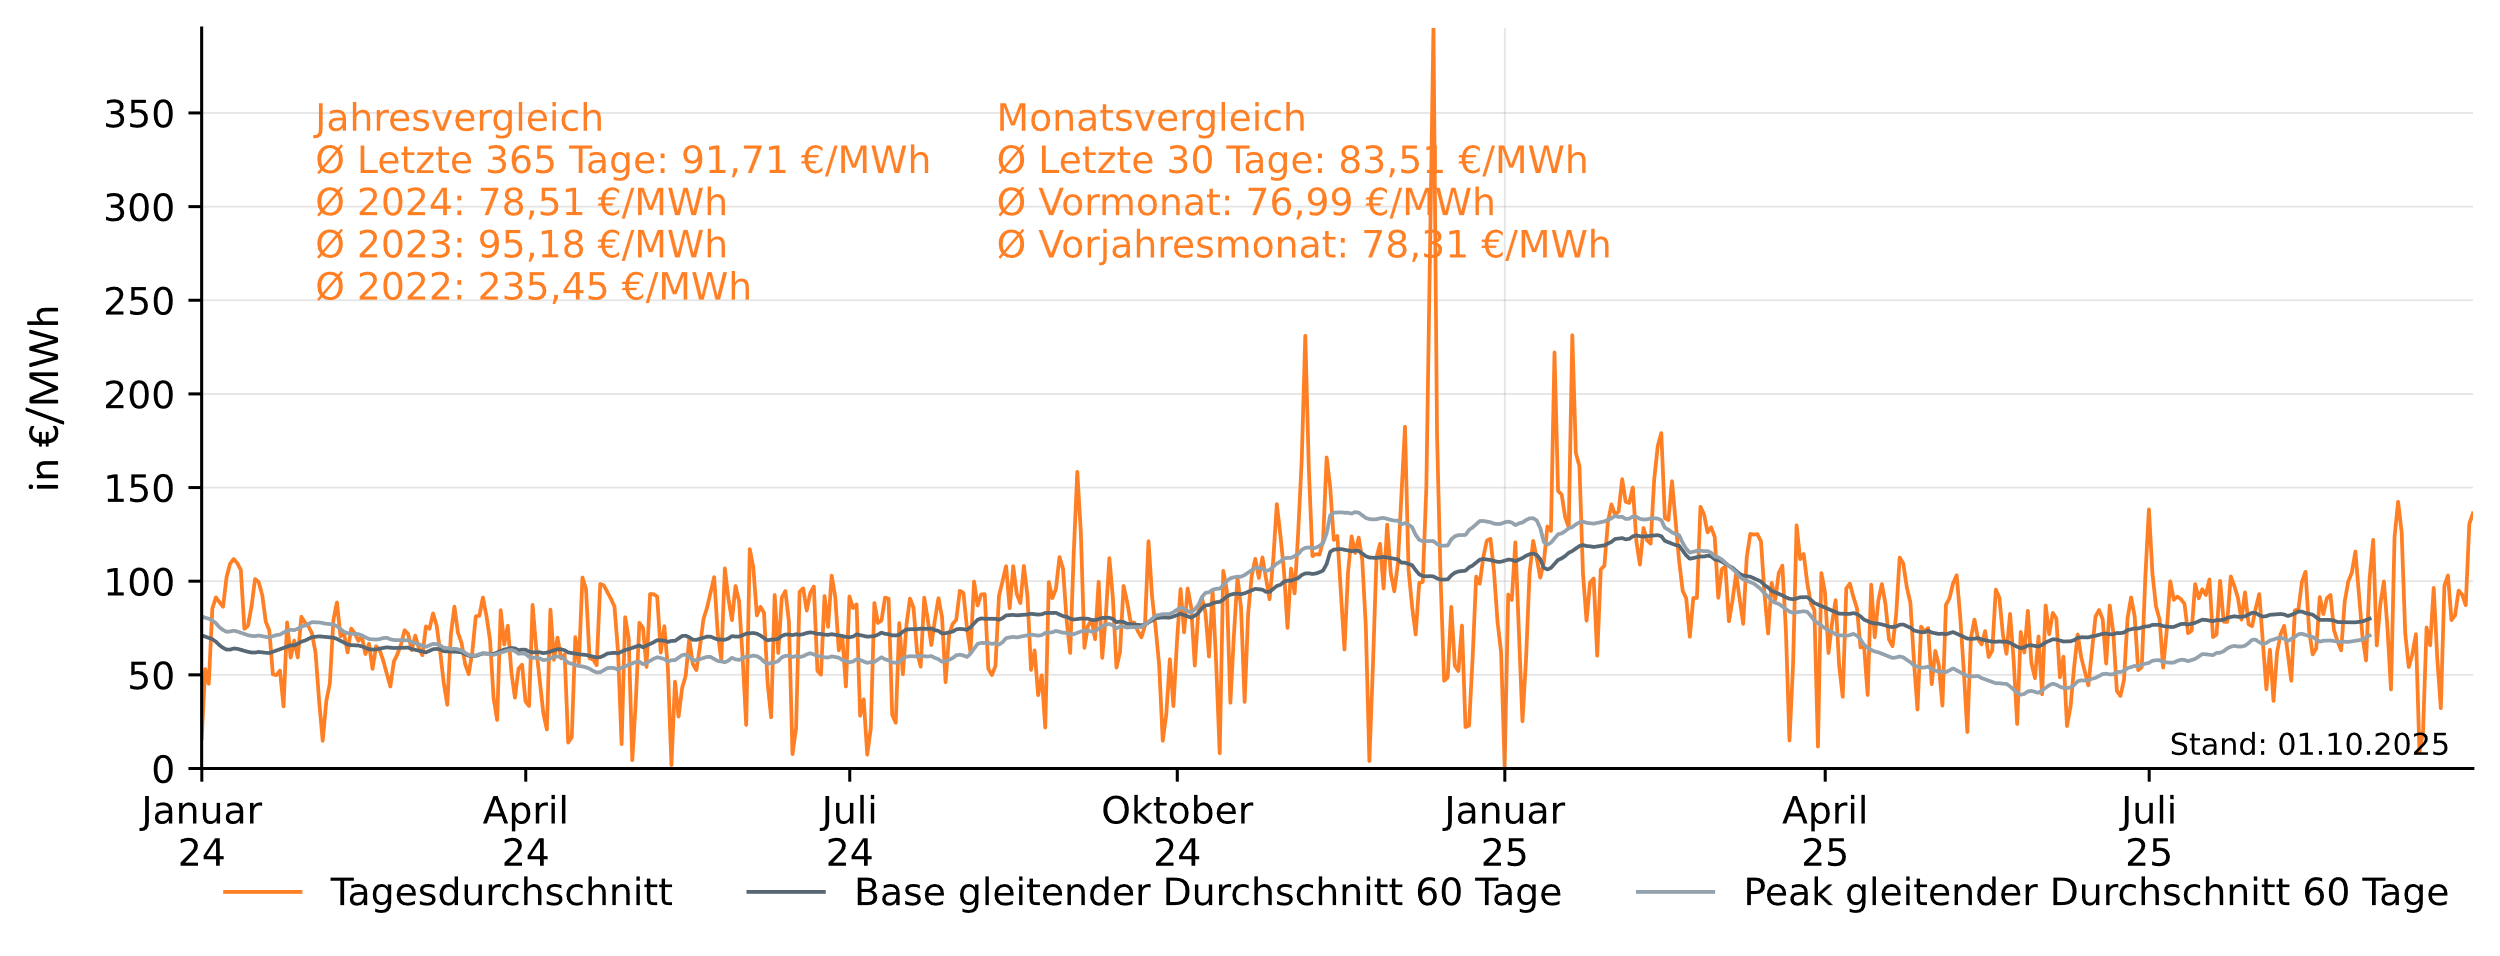 in €/MWh
350
300
250
200
150
100
50
0
Jahresvergleich
Ø Letzte 365 Tage: 91,71 €/MWh
Ø 2024: 78,51 €/MWh
Ø 2023: 95,18 €/MWh
Ø 2022: 235,45 €/MWh
Monatsvergleich
Ø Letzte 30 Tage: 83,51 €/MWh
Ø Vormonat: 76,99 €/MWh
Ø Vorjahresmonat: 78,31 €/MWh
Stand: 01.10.2025
Januar
24
April
24
Juli
24
Oktober
24
Januar
25
April
25
Juli
25
Tagesdurchschnitt
Base gleitender Durchschnitt 60 Tage
Peak gleitender Durchschnitt 60 Tage